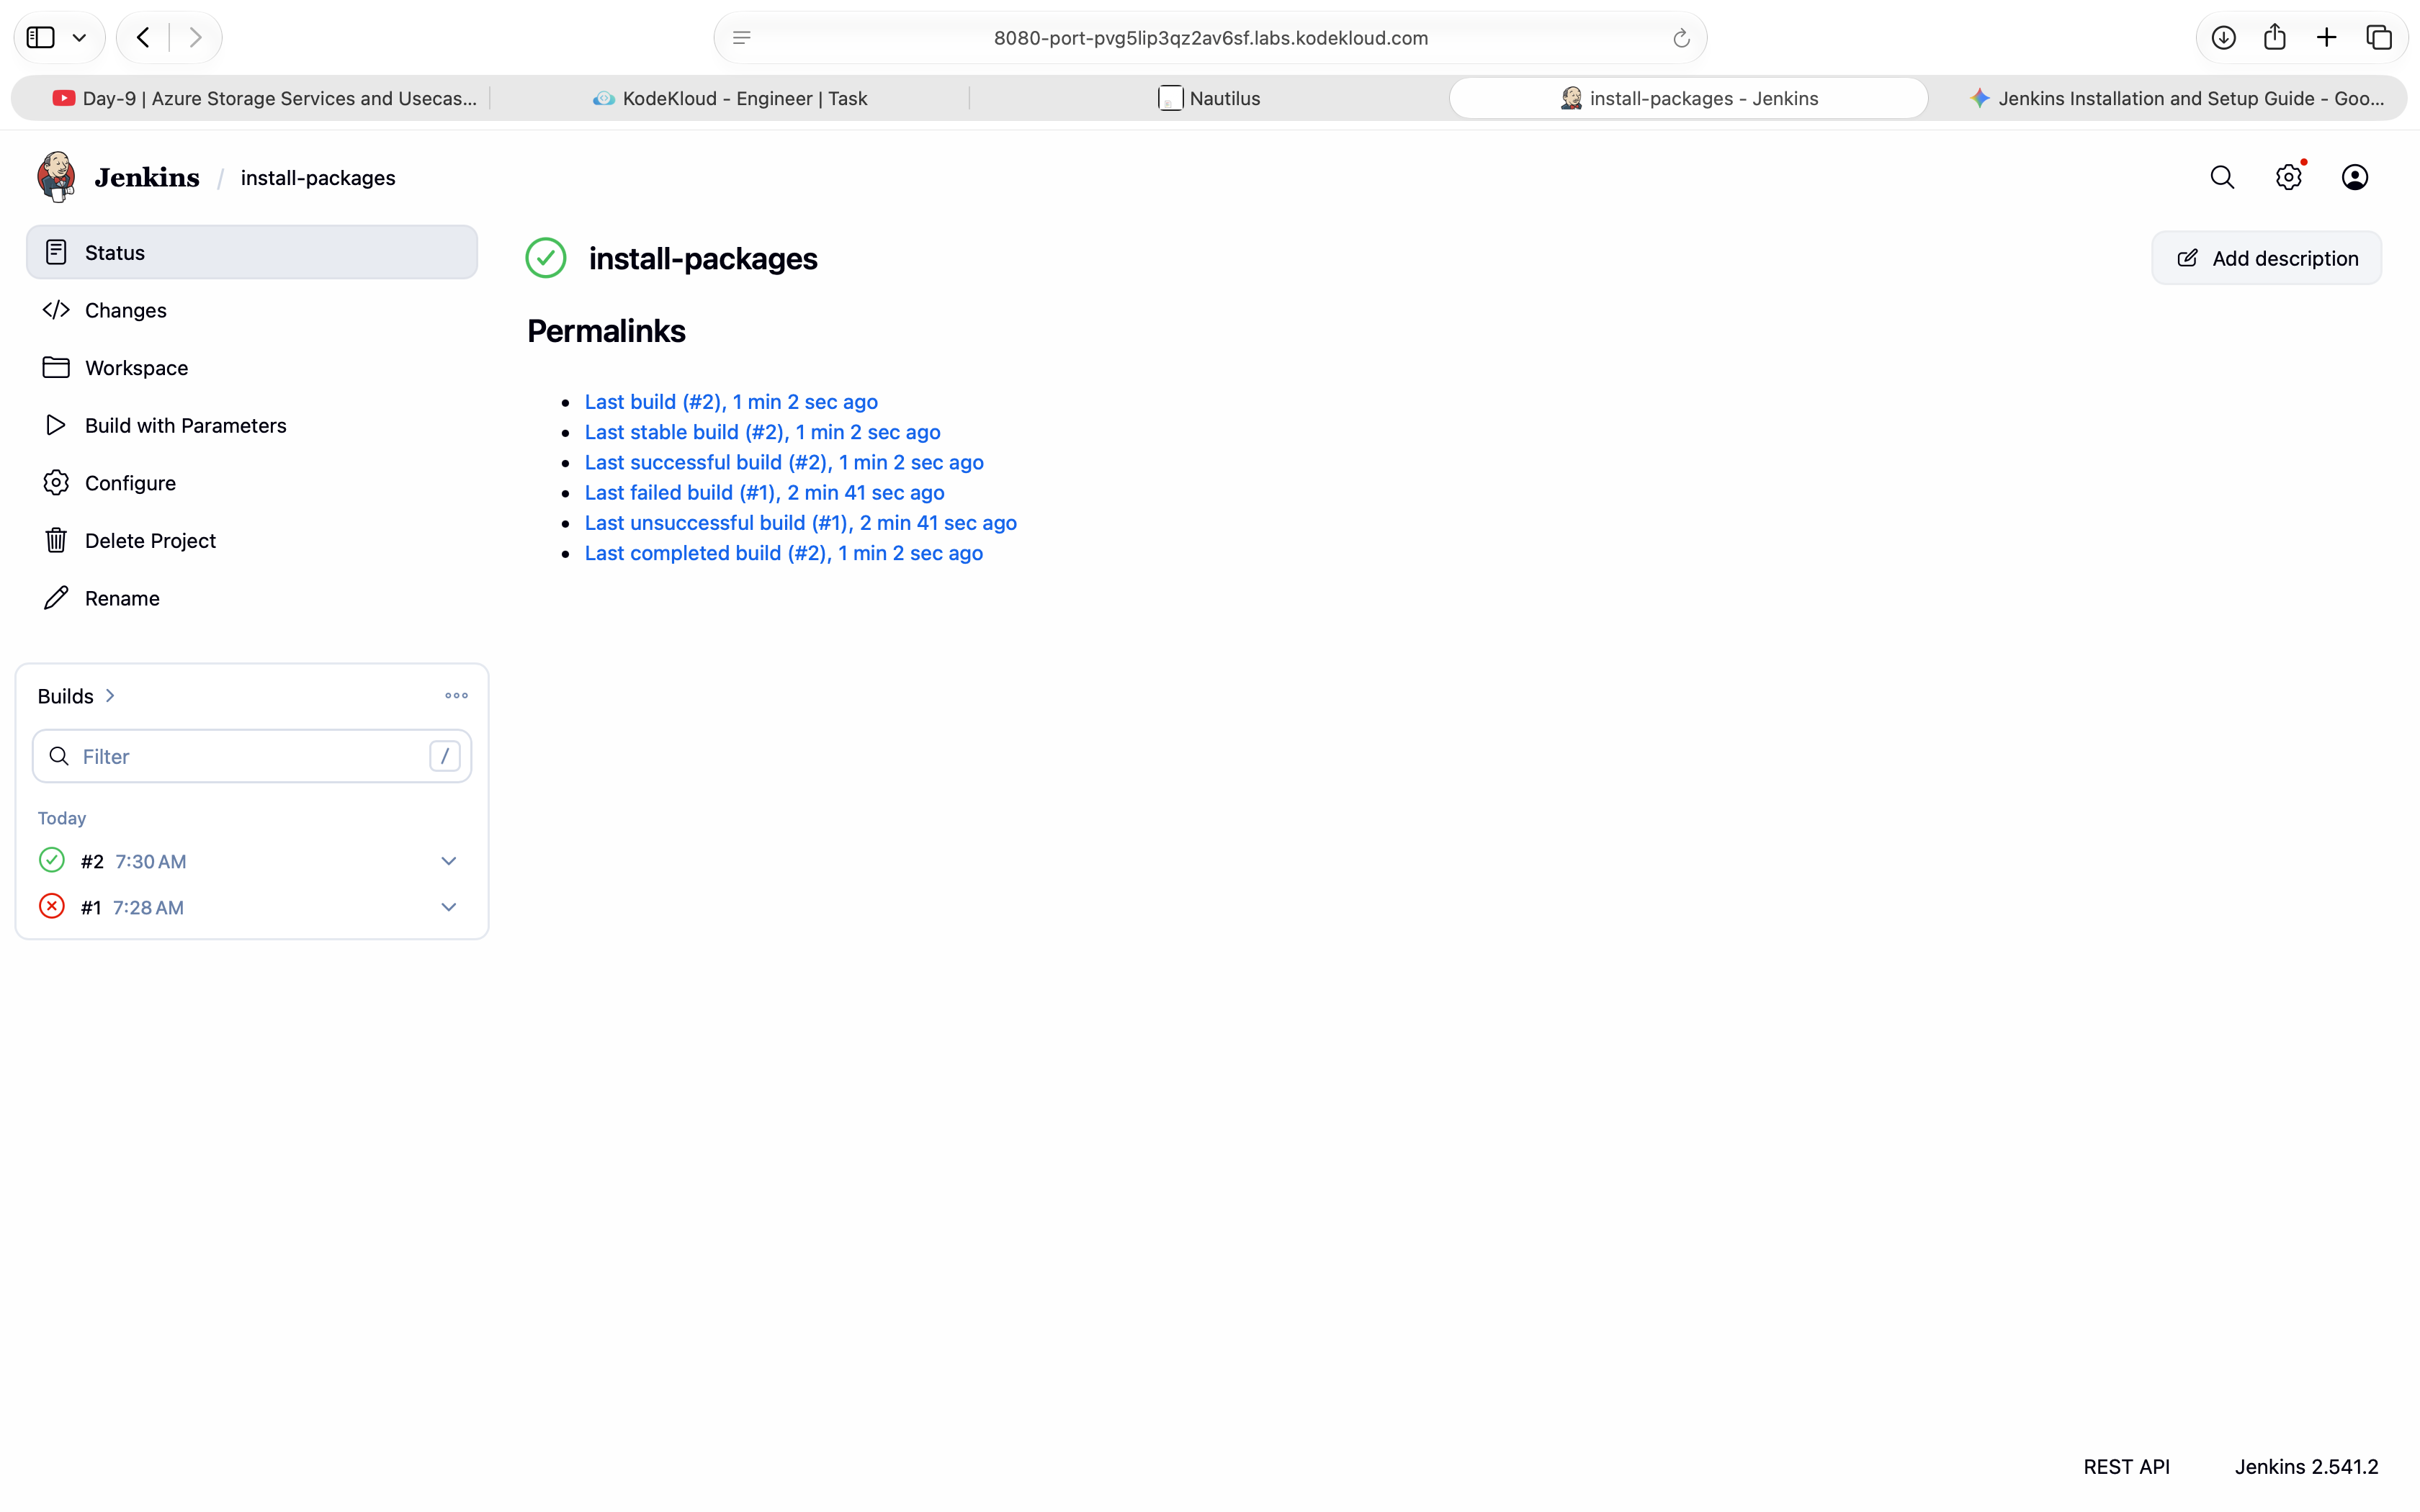 8080-port-pvg5lip3qz2av6sf.labs.kodekloud.com
Day-9 | Azure Storage Services and Usecas...
KodeKloud - Engineer | Task
Nautilus
install-packages - Jenkins
Jenkins Installation and Setup Guide - Goo...
Jenkins / install-packages
Status
Changes
Workspace
Build with Parameters
Configure
Delete Project
Rename
Builds
Filter /
Today
#2 7:30 AM
#1 7:28 AM
install-packages
Add description
Permalinks
Last build (#2), 1 min 2 sec ago
Last stable build (#2), 1 min 2 sec ago
Last successful build (#2), 1 min 2 sec ago
Last failed build (#1), 2 min 41 sec ago
Last unsuccessful build (#1), 2 min 41 sec ago
Last completed build (#2), 1 min 2 sec ago
REST API
Jenkins 2.541.2